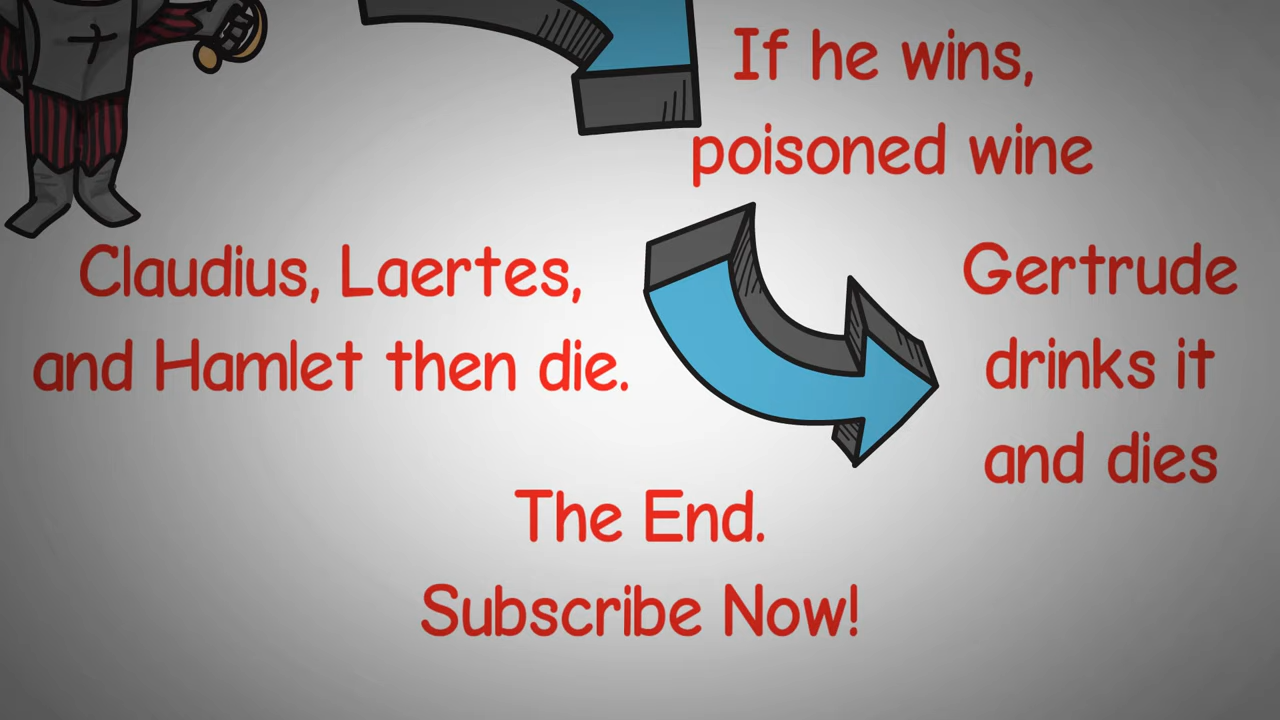 If he wins,
poisoned wine
Gertrude
drinks it
and dies
Claudius, Laertes,
and Hamlet then die.
The End.
Subscribe Now!